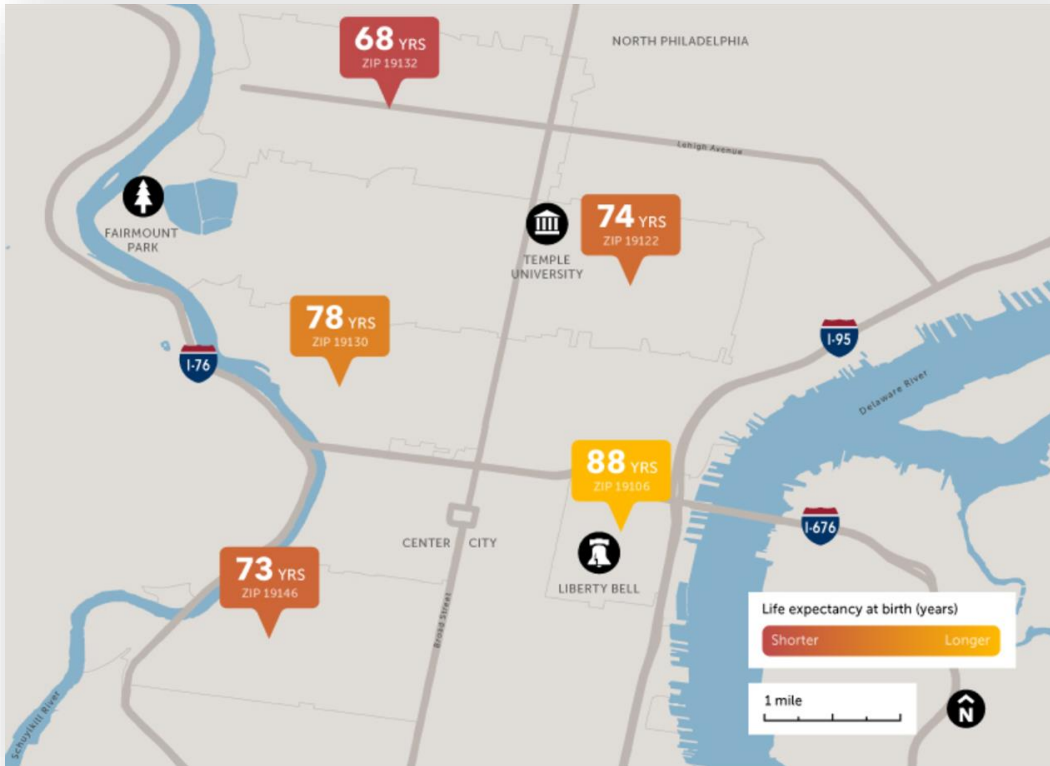 68 YRS
ZIP 19132
NORTH PHILADELPHIA
Lehigh Avenue
FAIRMOUNT
PARK
74 YRS
ZIP 19122
TEMPLE
UNIVERSITY
78 YRS
ZIP 19130
I-76
I-95
Delaware River
88 YRS
ZIP 19106
I-676
CENTER CITY
LIBERTY BELL
73 YRS
ZIP 19146
Broad Street
Schuylkill River
Life expectancy at birth (years)
Shorter Longer
1 mile
N